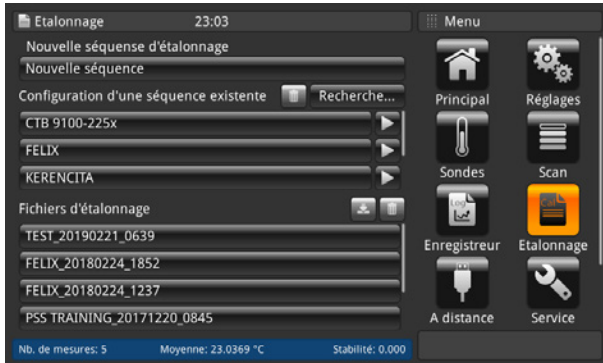 Etalonnage 23:03
Nouvelle séquense d'étalonnage
Nouvelle séquence
Configuration d'une séquence existente Recherche...
CTB 9100-225x
FELIX
KERENCITA
Fichiers d'étalonnage
TEST_20190221_0639
FELIX_20180224_1852
FELIX_20180224_1237
PSS TRAINING_20171220_0845
Nb. de mesures: 5 Moyenne: 23.0369 °C Stabilité: 0.000
Menu
Principal Réglages
Sondes Scan
Log Cal
Enregistreur Etalonnage
A distance Service